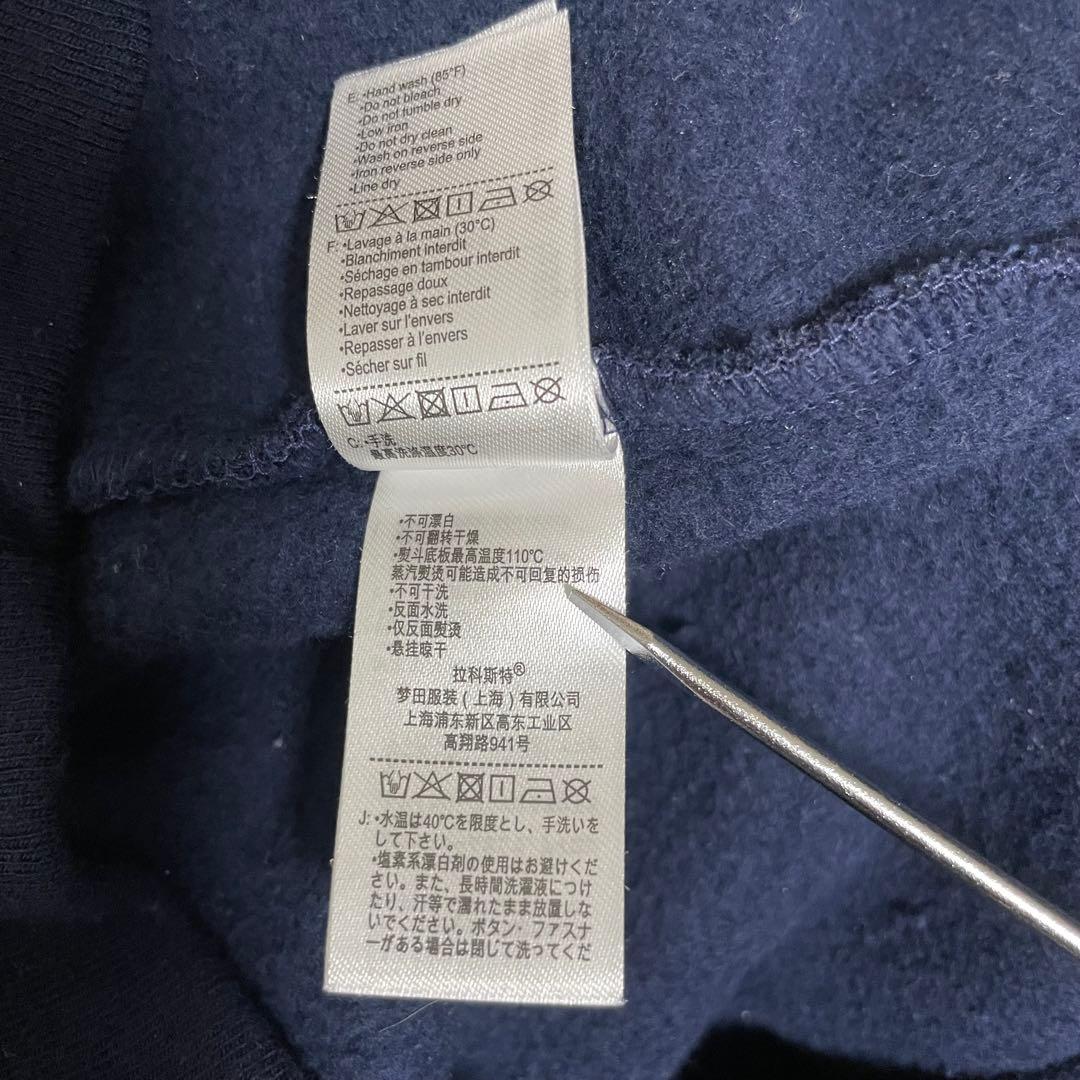 E: •Hand wash (85°F)
•Do not bleach
•Do not tumble dry
•Low iron
•Do not dry clean
•Wash on reverse side
•Iron reverse side only
•Line dry
F: •Lavage à la main (30°C)
•Blanchiment interdit
•Séchage en tambour interdit
•Repassage doux
•Nettoyage à sec interdit
•Laver sur l'envers
•Repasser à l'envers
•Sécher sur fil
C: •手洗
最高洗涤温度30℃
•不可漂白
•不可翻转干燥
•熨斗底板最高温度110℃
蒸汽熨烫可能造成不可回复的损伤
•不可干洗
•反面水洗
•仅反面熨烫
•悬挂晾干
拉科斯特®
梦田服装(上海)有限公司
上海浦东新区高东工业区
高翔路941号
J: •水温は40℃を限度とし、手洗いを
して下さい。
•塩素系漂白剤の使用はお避けくだ
さい。また、長時間洗濯液につけ
たり、汗等で濡れたまま放置しな
いでください。ボタン・ファスナ
ーがある場合は閉じて洗ってくだ